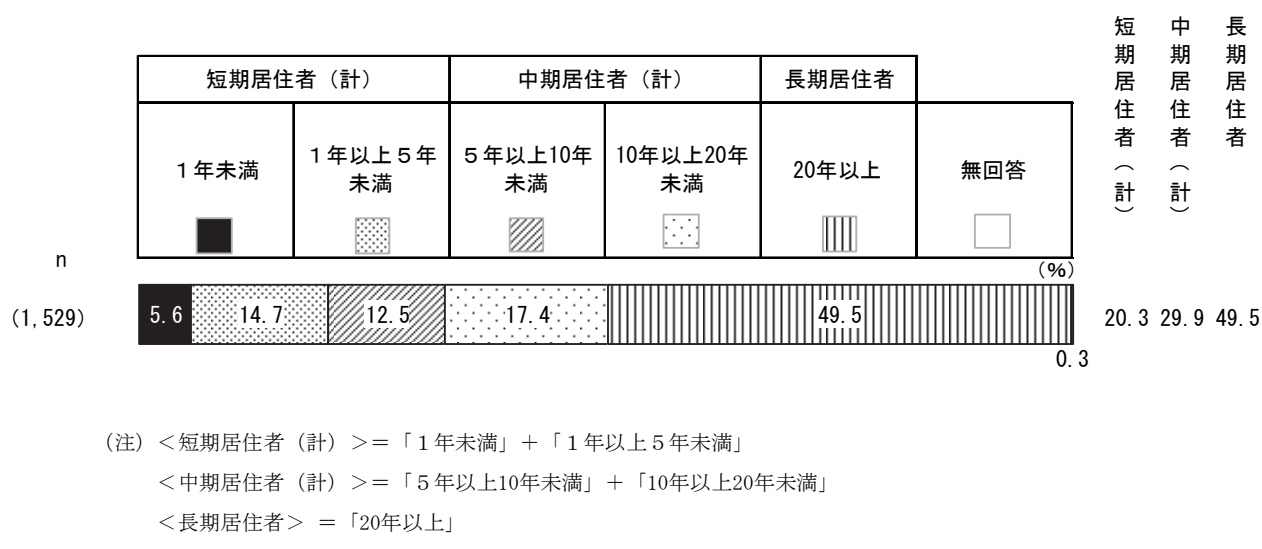 短期居住者(計)
中期居住者(計)
長期居住者
短期居住者(計) 中期居住者(計) 長期居住者
1年未満
1年以上5年
未満
5年以上10年
未満
10年以上20年
未満
20年以上
無回答
(%)
n
(1,529) 5.6 14.7 12.5 17.4 49.5 20.3 29.9 49.5
0.3
(注)<短期居住者(計)>=「1年未満」+「1年以上5年未満」
<中期居住者(計)>=「5年以上10年未満」+「10年以上20年未満」
<長期居住者> =「20年以上」